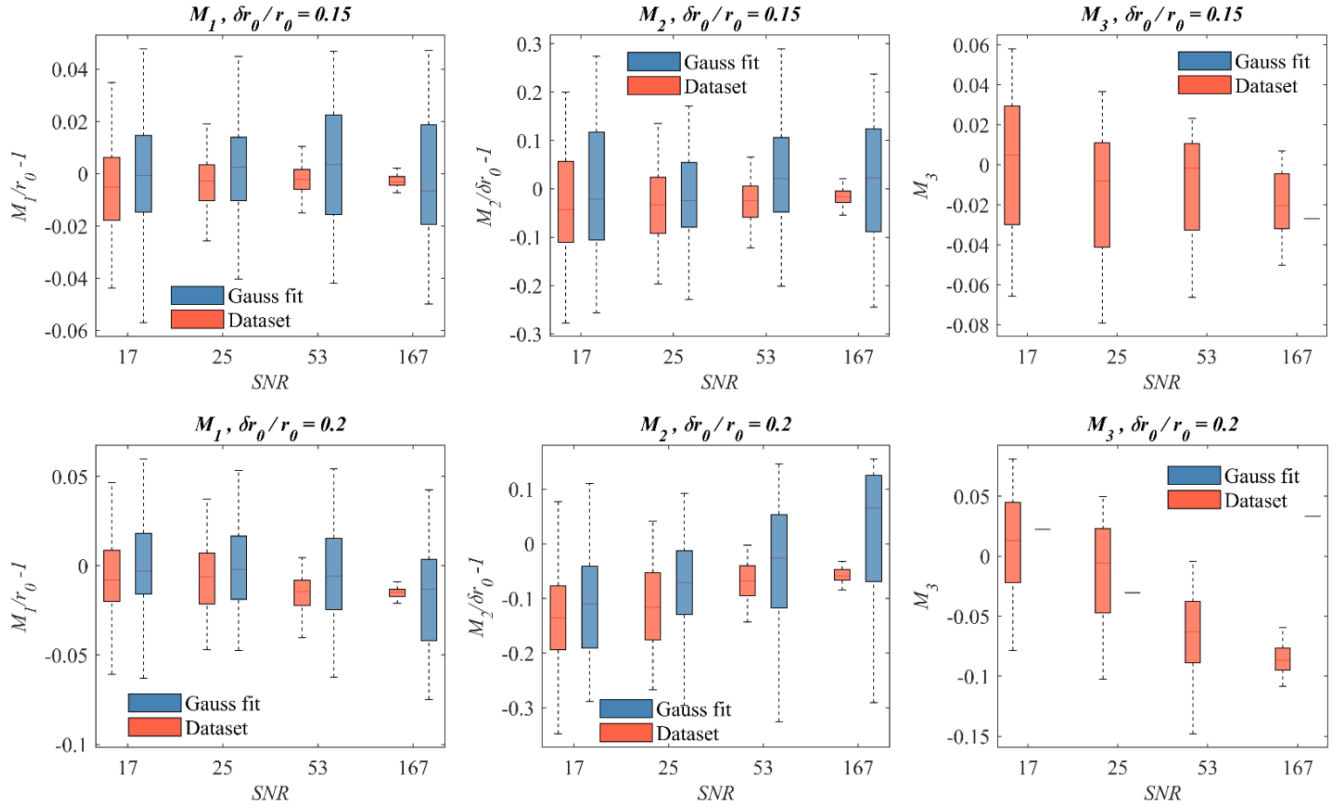 M₁ , δr₀ / r₀ = 0.15
0.04
0.02
0
-0.02
-0.04
-0.06
M₁/r₀ -1
Gauss fit
Dataset
17 25 53 167
SNR
M₂ , δr₀ / r₀ = 0.15
0.3
0.2
0.1
0
-0.1
-0.2
-0.3
M₂/δr₀ -1
Gauss fit
Dataset
17 25 53 167
SNR
M₃ , δr₀ / r₀ = 0.15
0.06
0.04
0.02
0
-0.02
-0.04
-0.06
-0.08
M₃
Gauss fit
Dataset
17 25 53 167
SNR
M₁ , δr₀ / r₀ = 0.2
0.05
0
-0.05
-0.1
M₁/r₀ -1
Gauss fit
Dataset
17 25 53 167
SNR
M₂ , δr₀ / r₀ = 0.2
0.1
0
-0.1
-0.2
-0.3
M₂/δr₀ -1
Gauss fit
Dataset
17 25 53 167
SNR
M₃ , δr₀ / r₀ = 0.2
0.05
0
-0.05
-0.1
-0.15
M₃
Gauss fit
Dataset
17 25 53 167
SNR